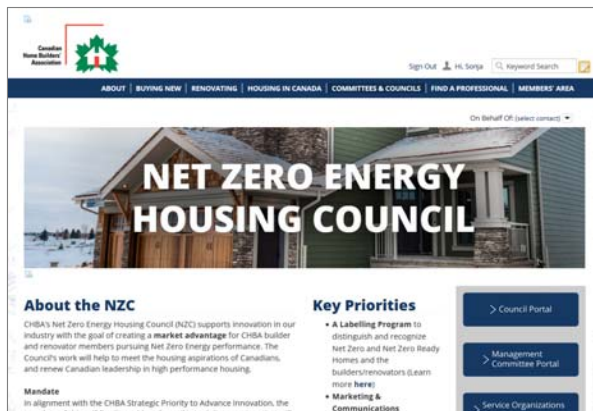 Canadian
Home Builders'
Association
Sign Out Hi, Sonja Keyword Search
ABOUT | BUYING NEW | RENOVATING | HOUSING IN CANADA | COMMITTEES & COUNCILS | FIND A PROFESSIONAL | MEMBERS' AREA
On Behalf Of: (select contact)
NET ZERO ENERGY
HOUSING COUNCIL
About the NZC
CHBA's Net Zero Energy Housing Council (NZC) supports innovation in our
industry with the goal of creating a market advantage for CHBA builder
and renovator members pursuing Net Zero Energy performance. The
Council's work will help to meet the housing aspirations of Canadians,
and renew Canadian leadership in high performance housing.
Mandate
In alignment with the CHBA Strategic Priority to Advance Innovation, the
Key Priorities
• A Labelling Program to
distinguish and recognize
Net Zero and Net Zero Ready
Homes and the
builders/renovators (Learn
more here)
• Marketing &
Communications
> Council Portal
> Management
Committee Portal
> Service Organizations